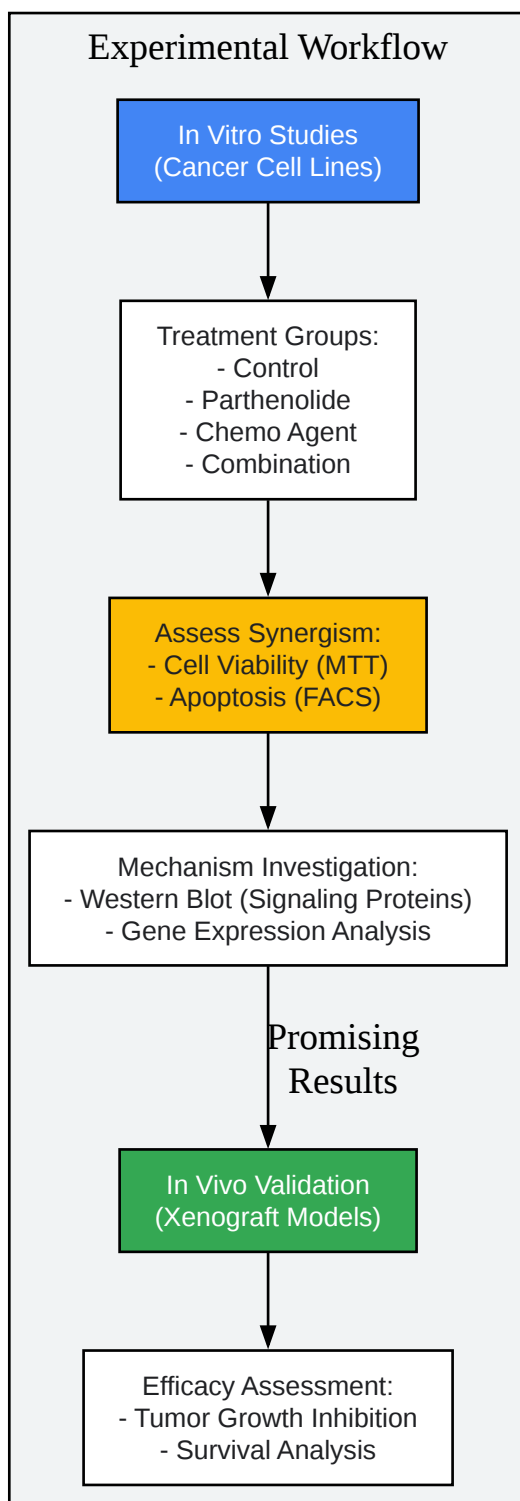 Experimental Workflow
In Vitro Studies
(Cancer Cell Lines)
Treatment Groups:
- Control
- Parthenolide
- Chemo Agent
- Combination
Assess Synergism:
- Cell Viability (MTT)
- Apoptosis (FACS)
Mechanism Investigation:
- Western Blot (Signaling Proteins)
- Gene Expression Analysis
Promising
Results
In Vivo Validation
(Xenograft Models)
Efficacy Assessment:
- Tumor Growth Inhibition
- Survival Analysis